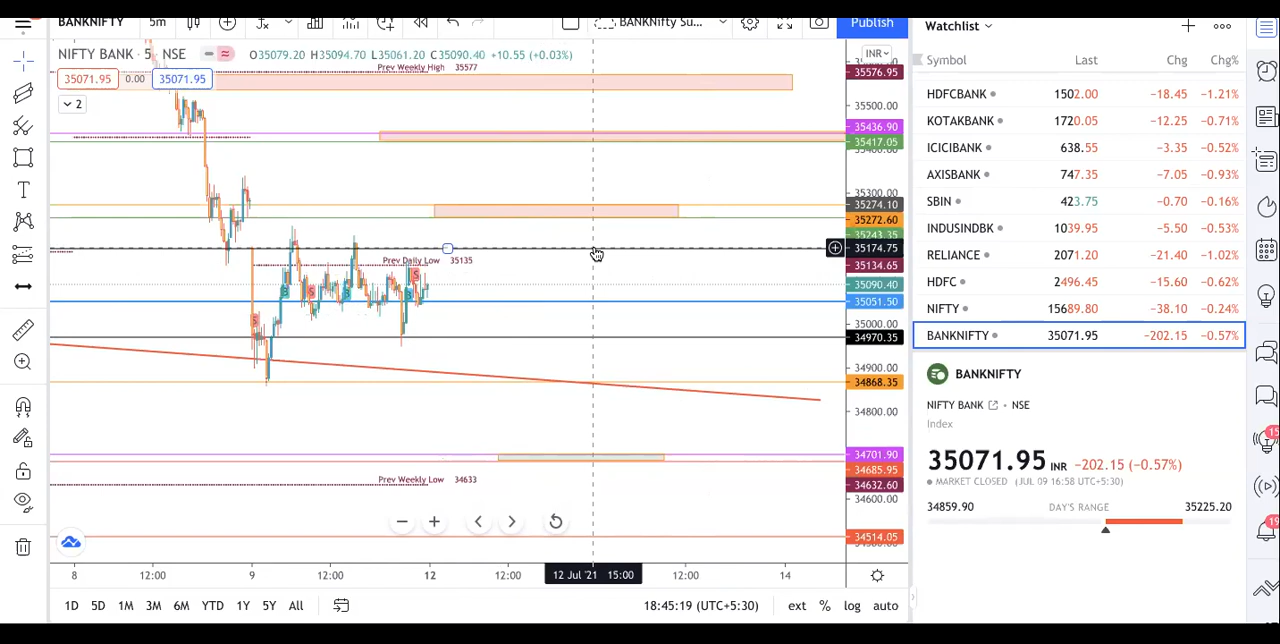 BANKNIFTY 5m BANKNifty Su... Publish
NIFTY BANK · 5 · NSE O35079.20 H35094.70 L35061.20 C35090.40 +10.55 (+0.03%)
35071.95 0.00 35071.95
2
Prev Weekly High 35577
Prev Daily Low 35135
Prev Weekly Low 34633
S
S
B
B
S
B
INR
35576.95
35500.00
35436.90
35417.05
35400.00
35300.00
35274.10
35272.60
35243.35
35174.75
35134.65
35090.40
35051.50
35000.00
34970.35
34900.00
34868.35
34800.00
34701.90
34685.95
34632.60
34600.00
34514.05
8 12:00 9 12:00 12 12:00 12 Jul '21 15:00 12:00 14
1D 5D 1M 3M 6M YTD 1Y 5Y All 18:45:19 (UTC+5:30) ext % log auto
Watchlist
Symbol Last Chg Chg%
HDFCBANK 1502.00 -18.45 -1.21%
KOTAKBANK 1720.05 -12.25 -0.71%
ICICIBANK 638.55 -3.35 -0.52%
AXISBANK 747.35 -7.05 -0.93%
SBIN 423.75 -0.70 -0.16%
INDUSINDBK 1039.95 -5.50 -0.53%
RELIANCE 2071.20 -21.40 -1.02%
HDFC 2496.45 -15.60 -0.62%
NIFTY 15689.80 -38.10 -0.24%
BANKNIFTY 35071.95 -202.15 -0.57%
BANKNIFTY
NIFTY BANK · NSE
Index
35071.95 INR -202.15 (-0.57%)
MARKET CLOSED (JUL 09 16:58 UTC+5:30)
34859.90 DAY'S RANGE 35225.20